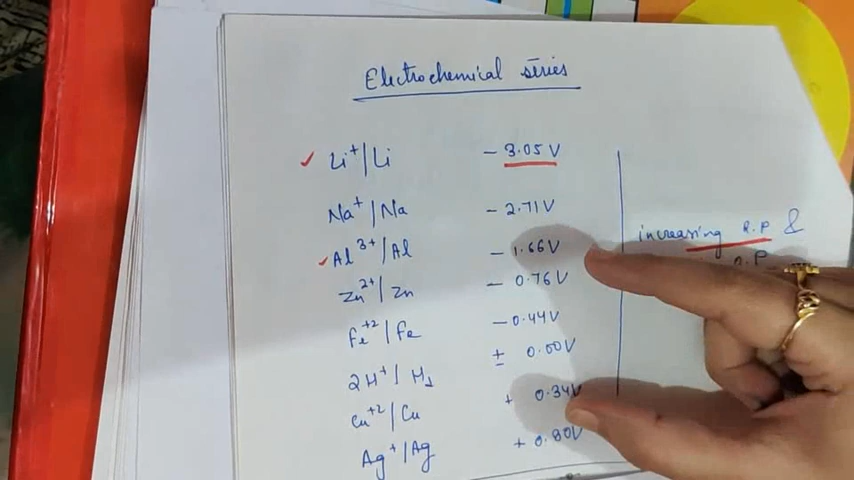 Electrochemical series
Li⁺/Li - 3.05 V
Na⁺/Na - 2.71V
Al³⁺/Al - 1.66V
Zn²⁺/Zn - 0.76V
Fe⁺²/Fe - 0.44V
2H⁺/H₂ ± 0.00V
Cu⁺²/Cu + 0.34V
Ag⁺/Ag + 0.80V
increasing R.P &